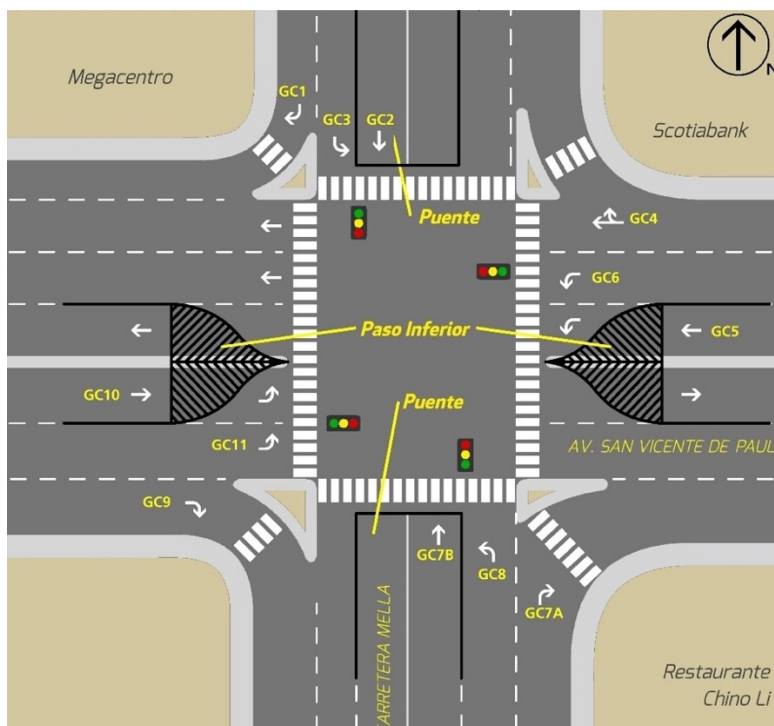 Megacentro
N
GC1
GC3
GC2
Scotiabank
Puente
GC4
GC6
Paso Inferior
GC5
GC10
Puente
GC11
AV. SAN VICENTE DE PAUL
GC9
GC7B
GC8
GC7A
ARRETERA MELLA
Restaurante
Chino Li